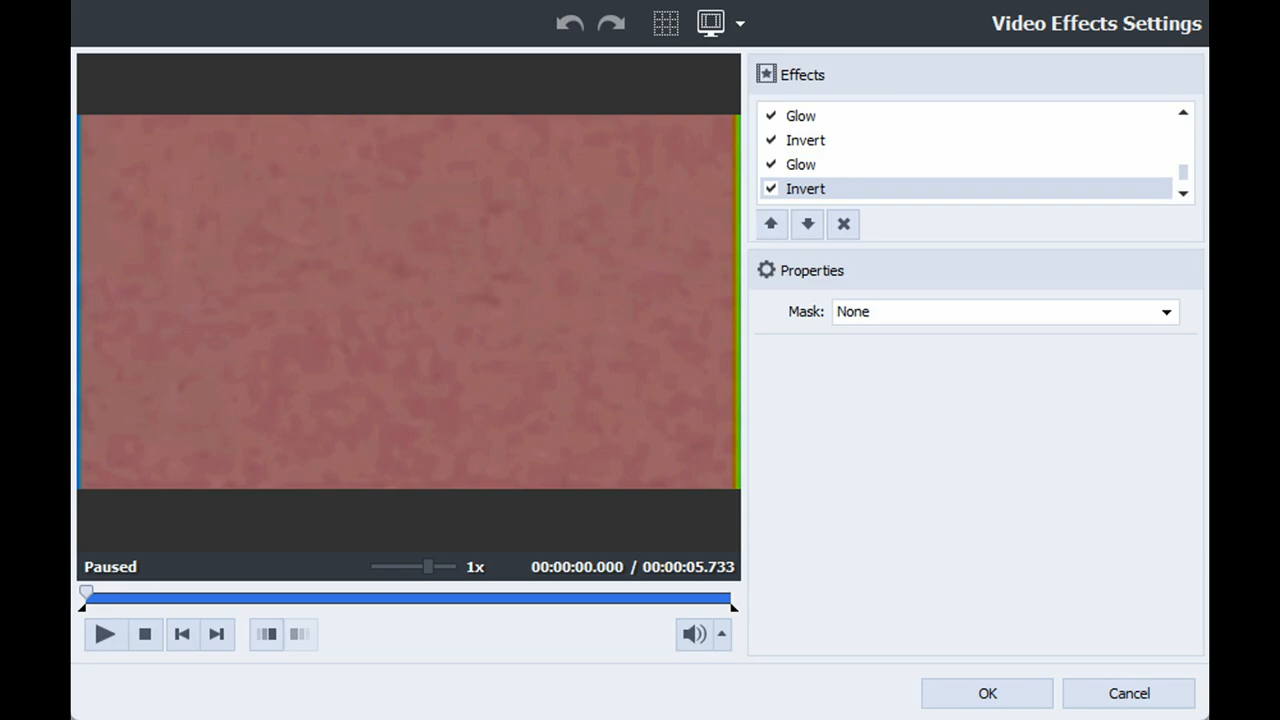 Video Effects Settings
Effects
Glow
Invert
Glow
Invert
Properties
Mask: None
Paused 1x 00:00:00.000 / 00:00:05.733
OK Cancel